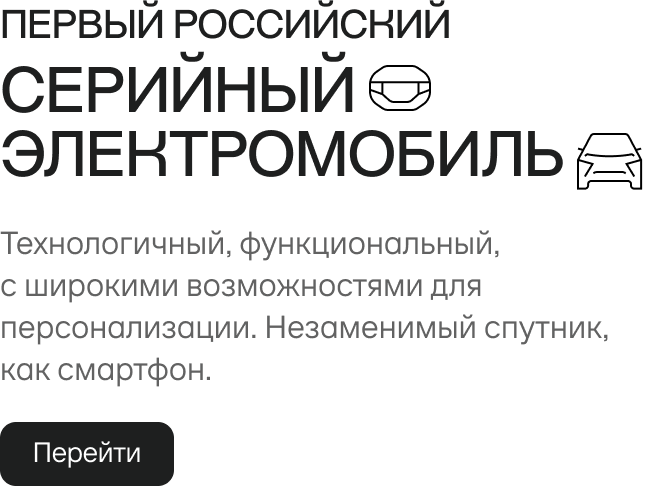 ПЕРВЫЙ РОССИЙСКИЙ
СЕРИЙНЫЙ
ЭЛЕКТРОМОБИЛЬ
Технологичный, функциональный,
с широкими возможностями для
персонализации. Незаменимый спутник,
как смартфон.
Перейти